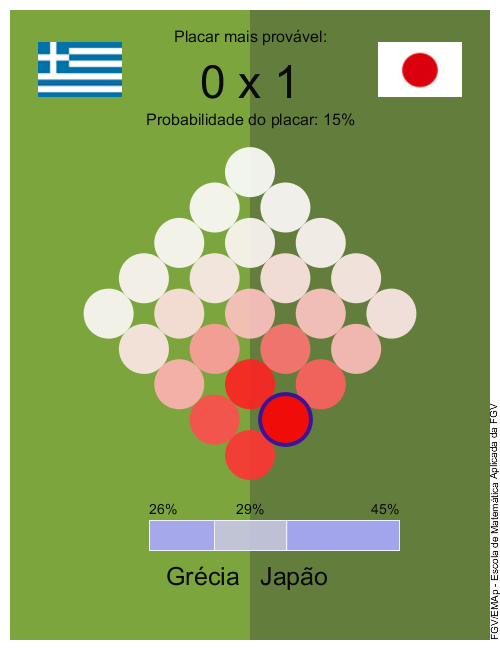 Placar mais provável:
0 x 1
Probabilidade do placar: 15%
26% 29% 45%
Grécia Japão
FGV/EMAp - Escola de Matemática Aplicada da FGV